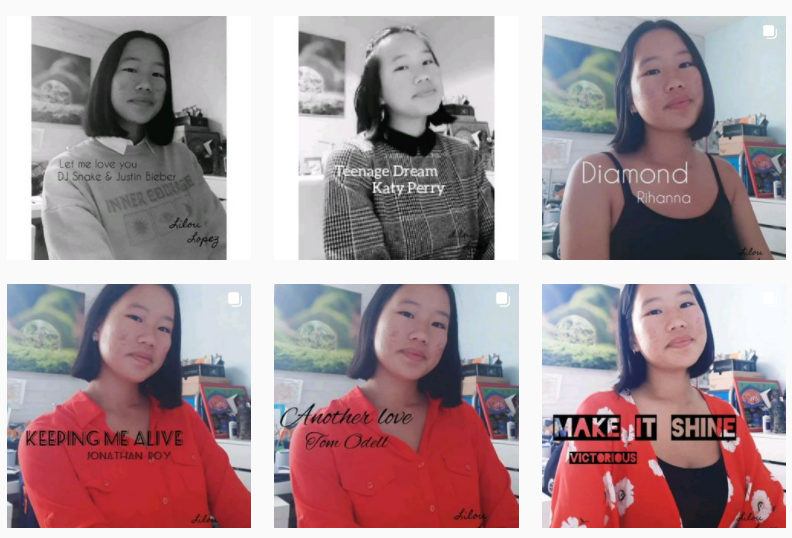 Let me love you
DJ Snake & Justin Bieber
INNER COURAGE
Lilou
Lopez
Teenage Dream
Katy Perry
Lilou
Diamond
Rihanna
Lilou
KEEPING ME ALIVE
JONATHAN ROY
Lilou
Another love
Tom Odell
Lilou
MAKE IT SHINE
VICTORIOUS
Lilou